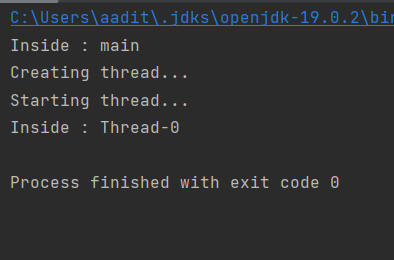 C:\Users\aadit\.jdks\openjdk-19.0.2\bin
Inside : main
Creating thread...
Starting thread...
Inside : Thread-0
Process finished with exit code 0